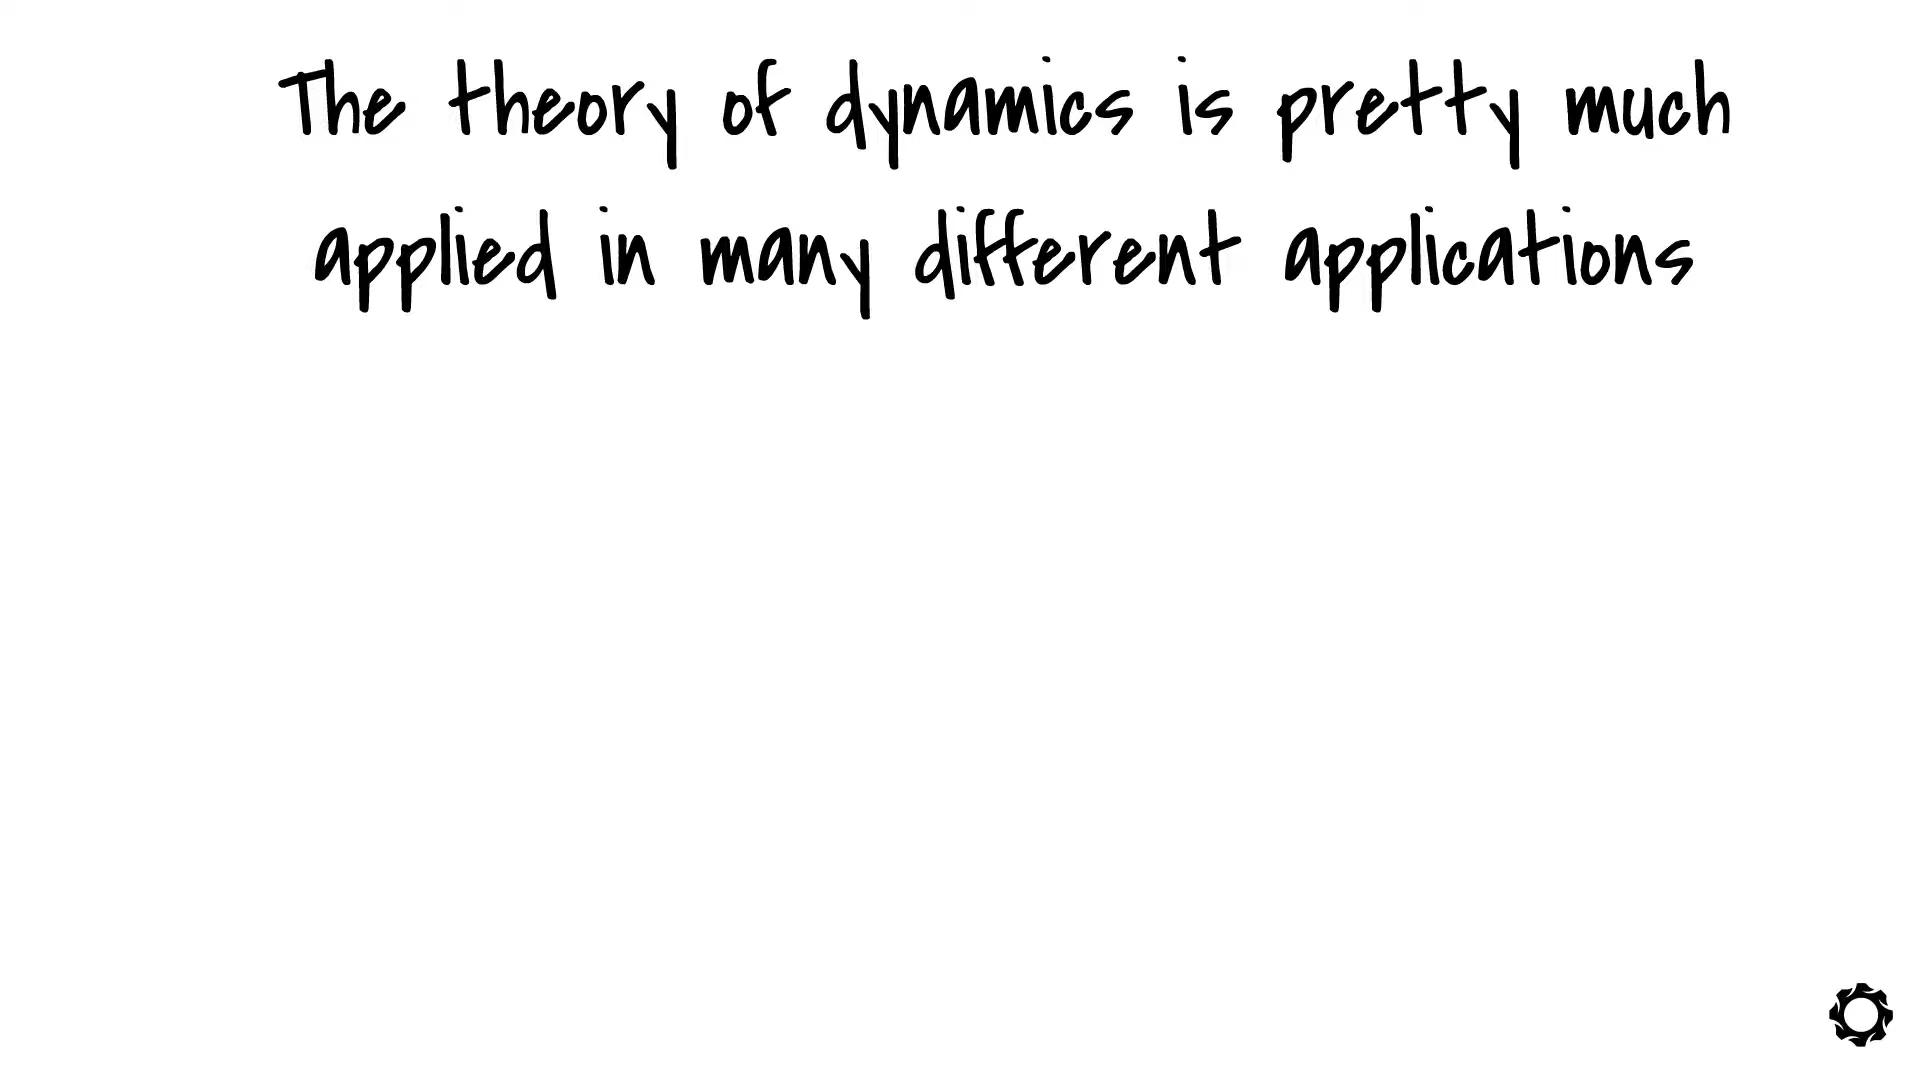 The theory of dynamics is pretty much
applied in many different applications